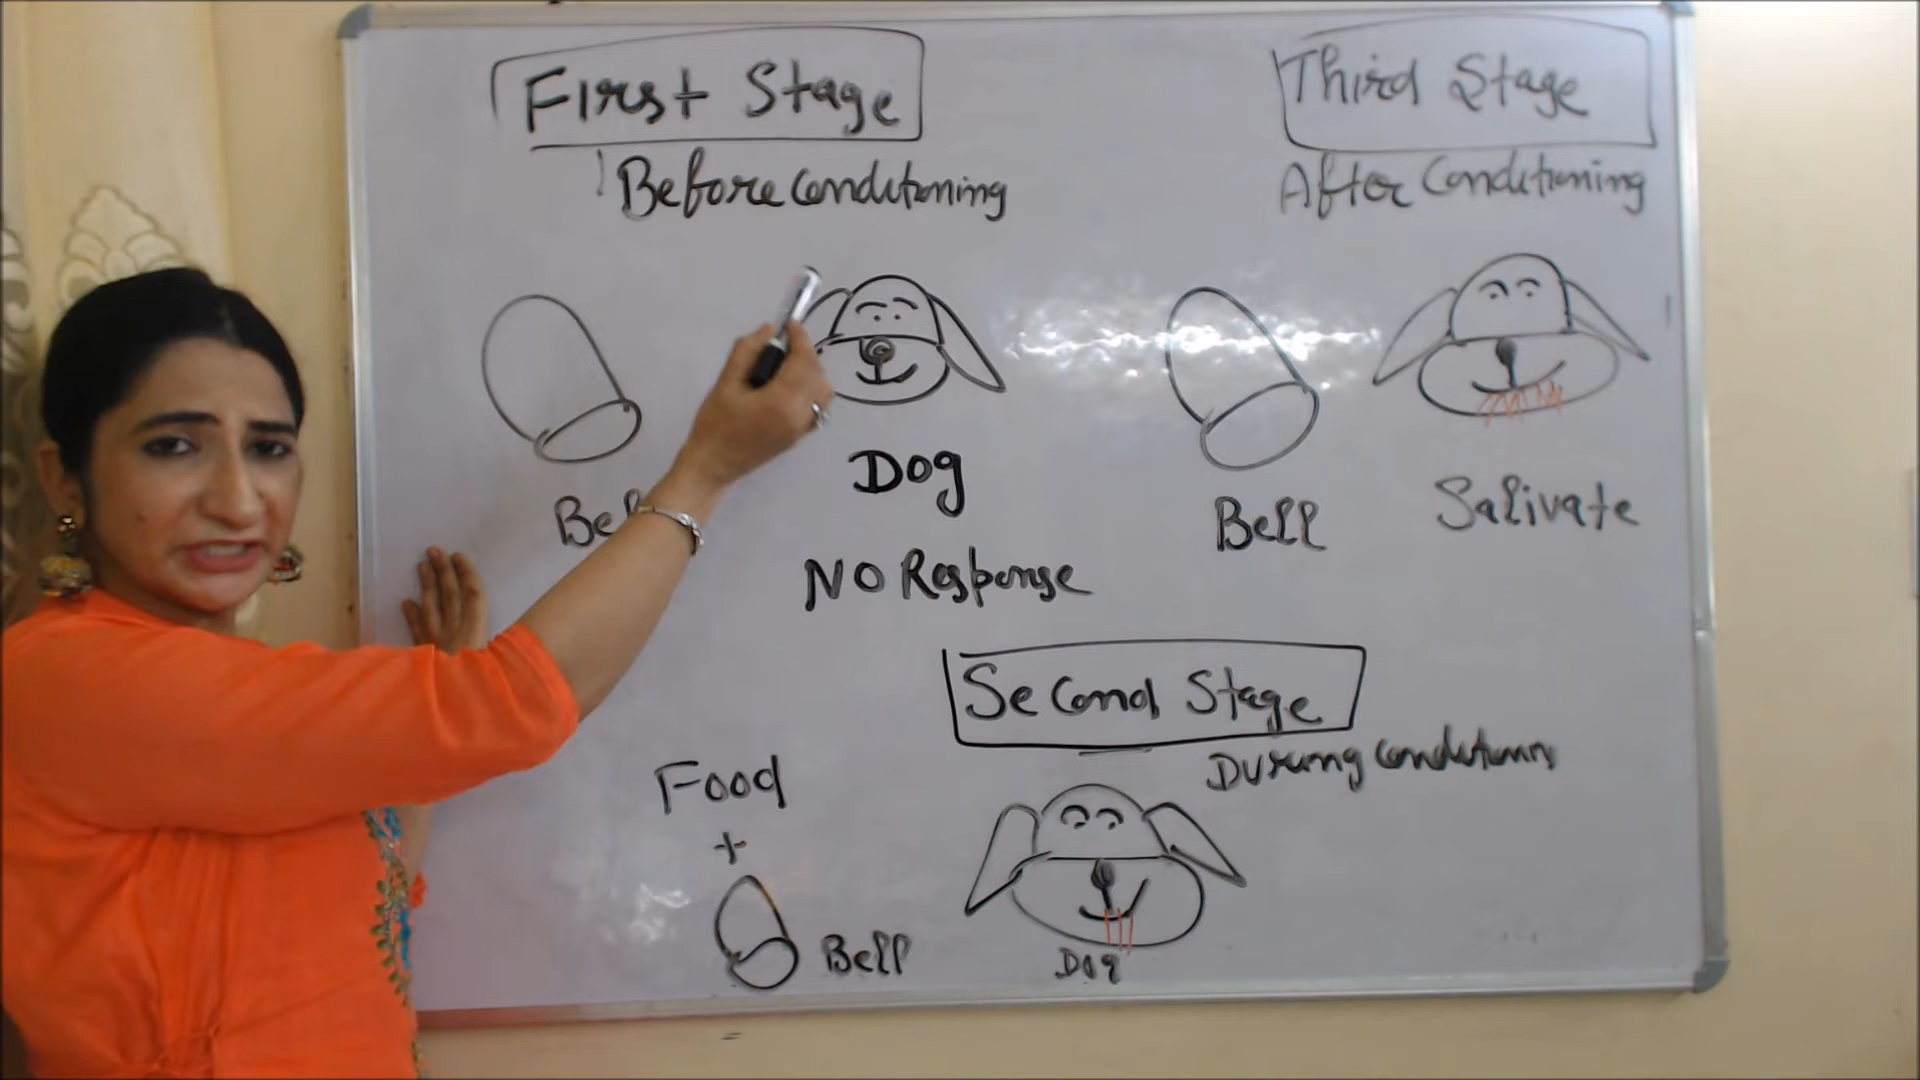 First Stage
Before Conditioning
Dog
No Response
Third Stage
After Conditioning
Bell
Salivate
Second Stage
During Conditioning
Food
+
Bell
Dog